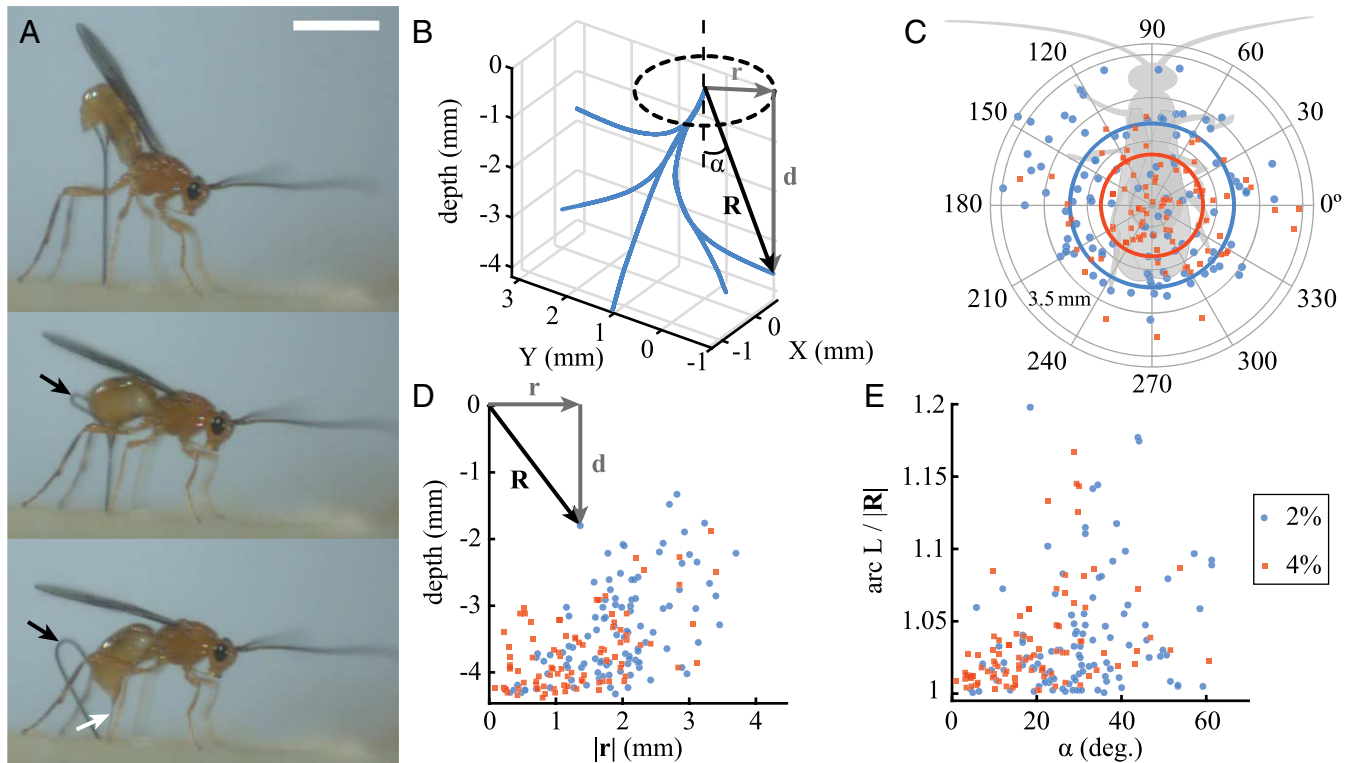 A
B
0
-1
-2
-3
-4
depth (mm)
3
2
1
0
-1
Y (mm)
-1
0
X (mm)
r
α
R
d
C
90
120
60
150
30
180
0º
210
3.5 mm
330
240
300
270
D
r
0
R
d
-1
-2
-3
-4
depth (mm)
0
1
2
3
4
|r| (mm)
E
1.2
1.15
1.1
1.05
1
arc L / |R|
0
20
40
60
α (deg.)
2%
4%